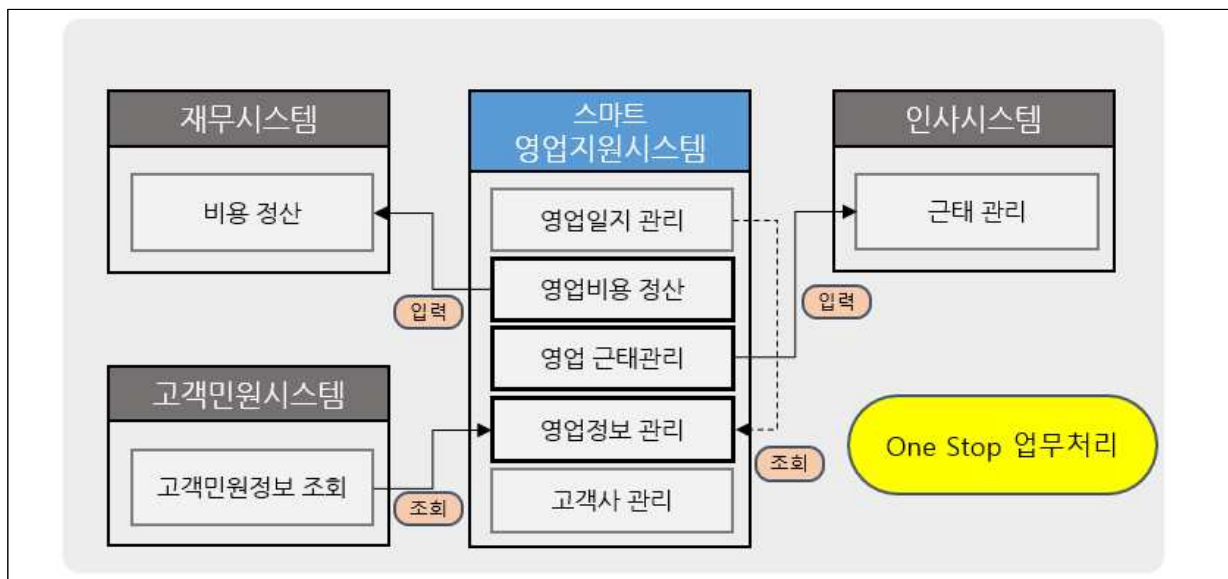 재무시스템
비용 정산
스마트
영업지원시스템
영업일지 관리
영업비용 정산
영업 근태관리
영업정보 관리
고객사 관리
인사시스템
근태 관리
입력
입력
고객민원시스템
고객민원정보 조회
조회
조회
One Stop 업무처리